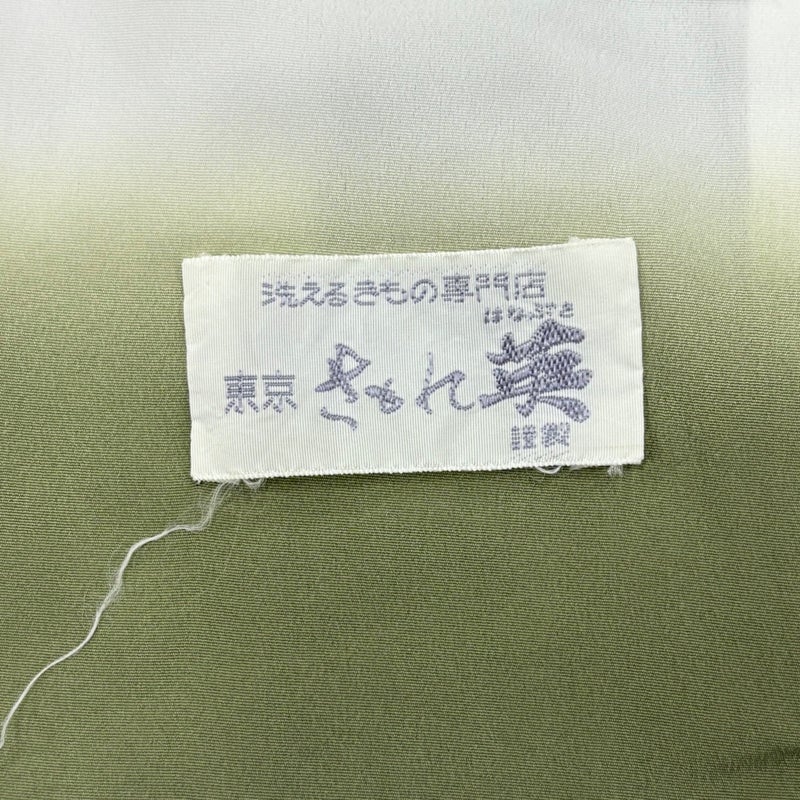 洗えるきもの専門店
はなぶさ
東京 きもれ英
謹製